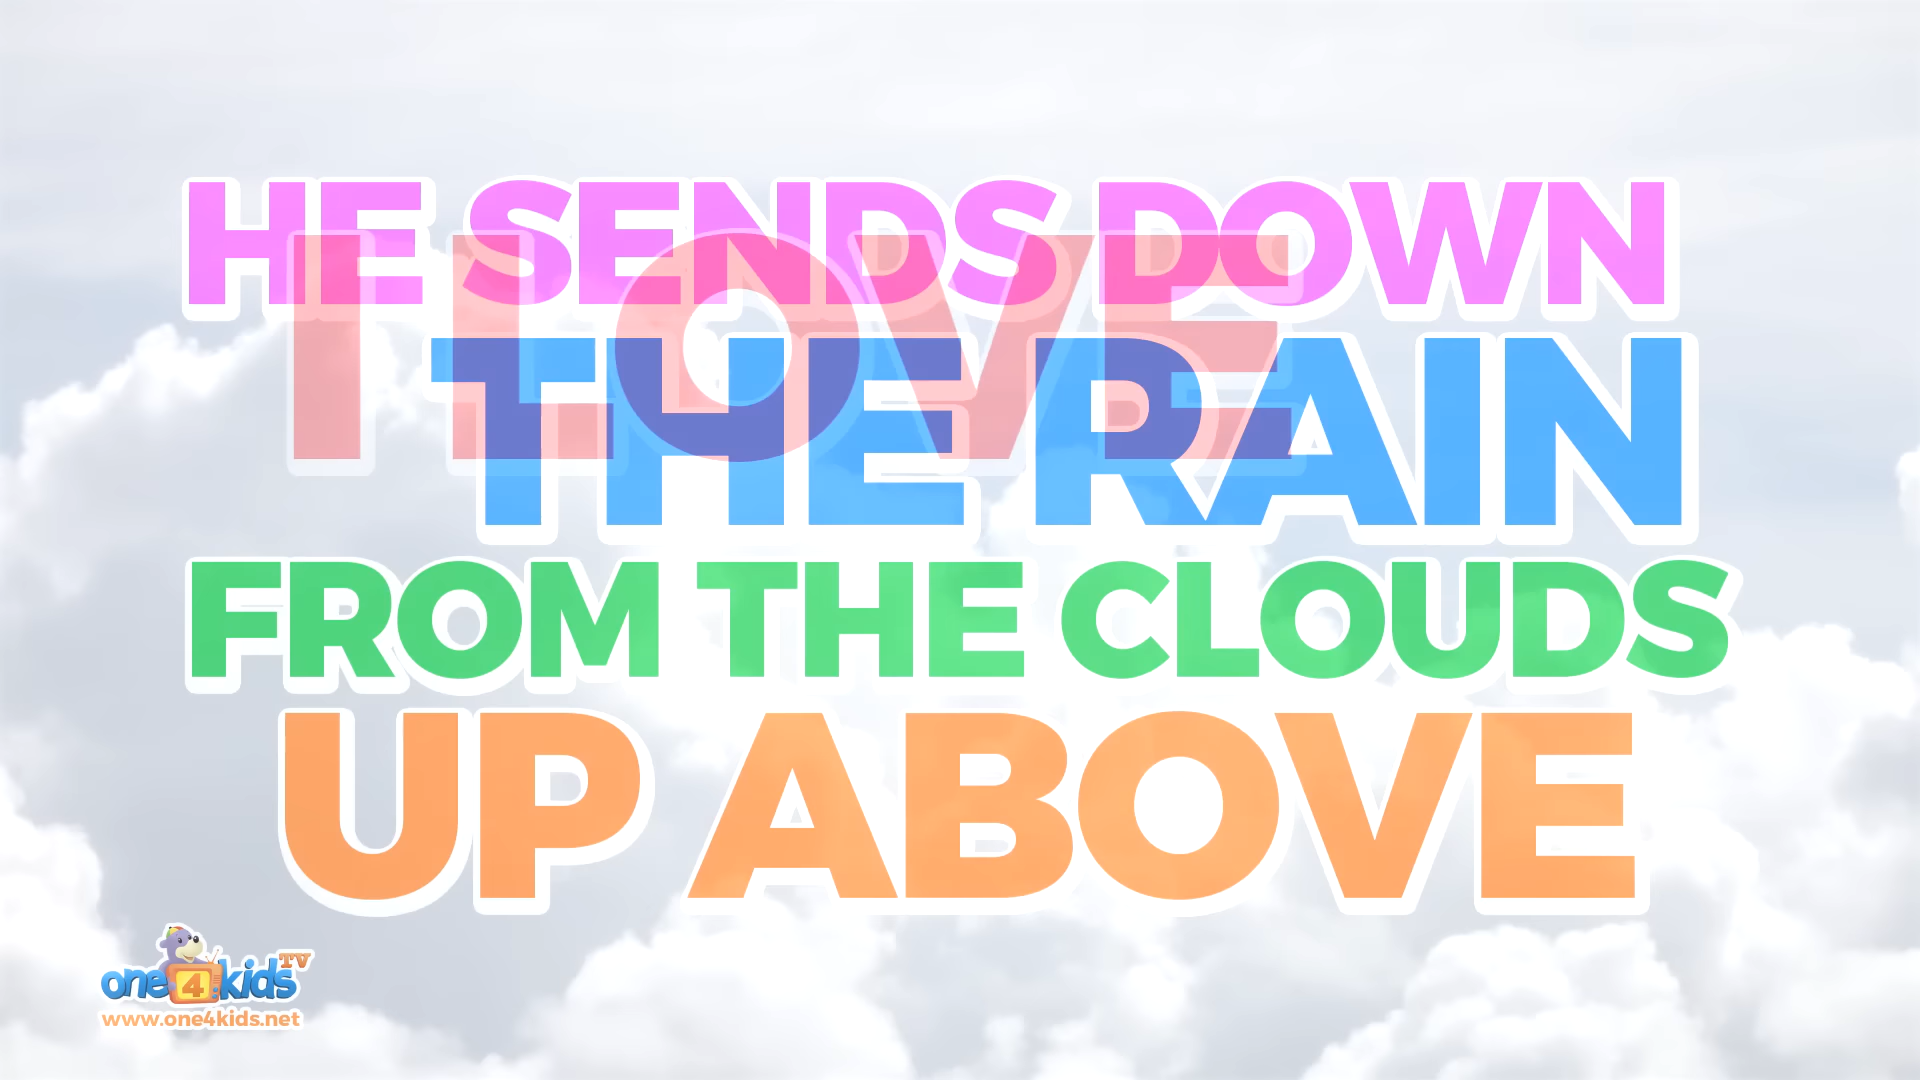 HE SENDS DOWN
I LOVE
THE RAIN
FROM THE CLOUDS
UP ABOVE
one4kids TV
www.one4kids.net